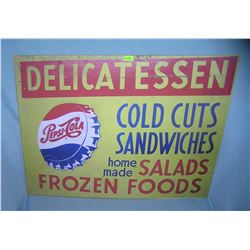 DELICATESSEN
PEPSI-COLA
COLD CUTS
SANDWICHES
home made SALADS
FROZEN FOODS